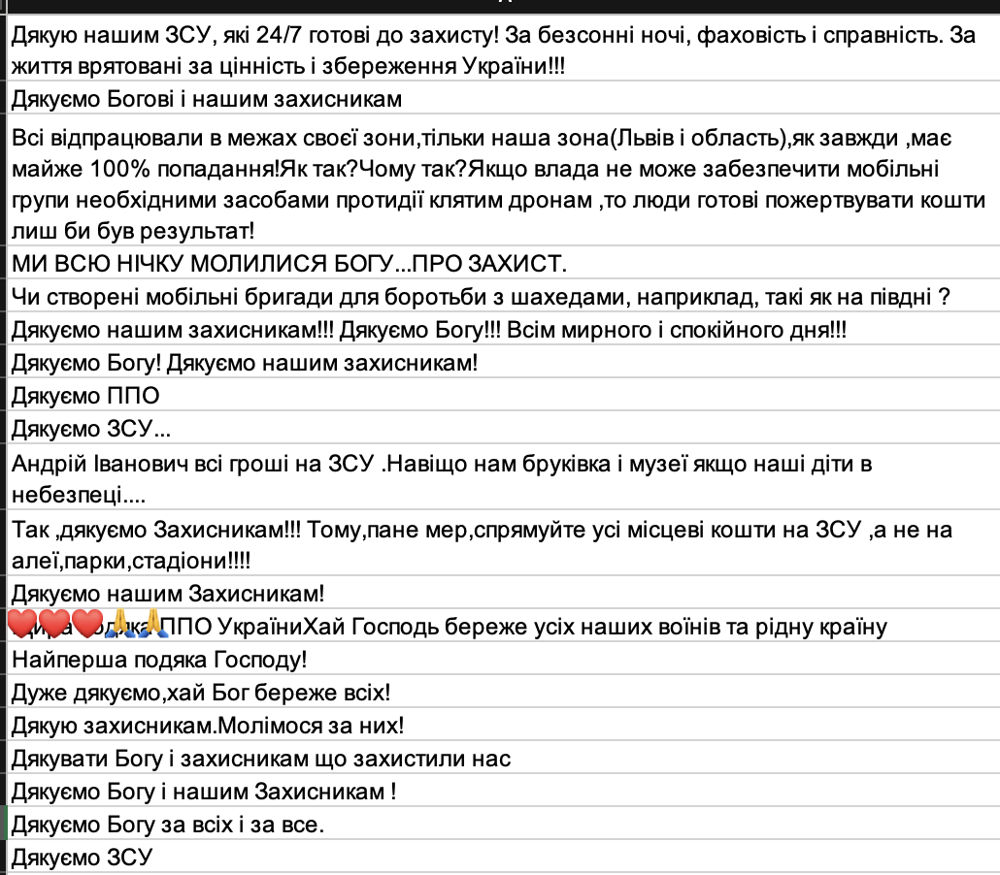 Дякую нашим ЗСУ, які 24/7 готові до захисту! За безсонні ночі, фаховість і справність. За
життя врятовані за цінність і збереження України!!!
Дякуємо Богові і нашим захисникам
Всі відпрацювали в межах своєї зони,тільки наша зона(Львів і область),як завжди ,має
майже 100% попадання!Як так?Чому так?Якщо влада не може забезпечити мобільні
групи необхідними засобами протидії клятим дронам ,то люди готові пожертвувати кошти
лиш би був результат!
МИ ВСЮ НІЧКУ МОЛИЛИСЯ БОГУ...ПРО ЗАХИСТ.
Чи створені мобільні бригади для боротьби з шахедами, наприклад, такі як на півдні ?
Дякуємо нашим захисникам!!! Дякуємо Богу!!! Всім мирного і спокійного дня!!!
Дякуємо Богу! Дякуємо нашим захисникам!
Дякуємо ППО
Дякуємо ЗСУ...
Андрій Іванович всі гроші на ЗСУ .Навіщо нам бруківка і музеї якщо наші діти в
небезпеці....
Так ,дякуємо Захисникам!!! Тому,пане мер,спрямуйте усі місцеві кошти на ЗСУ ,а не на
алеї,парки,стадіони!!!!
Дякуємо нашим Захисникам!
❤️❤️❤️🙏🙏ППО УкраїниХай Господь береже усіх наших воїнів та рідну країну
Найперша подяка Господу!
Дуже дякуємо,хай Бог береже всіх!
Дякую захисникам.Молімося за них!
Дякувати Богу і захисникам що захистили нас
Дякуємо Богу і нашим Захисникам !
Дякуємо Богу за всіх і за все.
Дякуємо ЗСУ